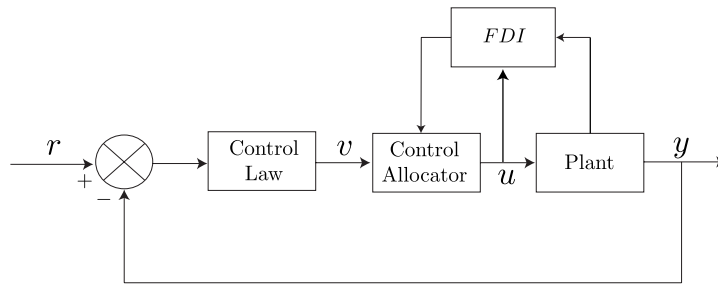 FDI
r
+
−
Control
Law
v
Control
Allocator
u
Plant
y